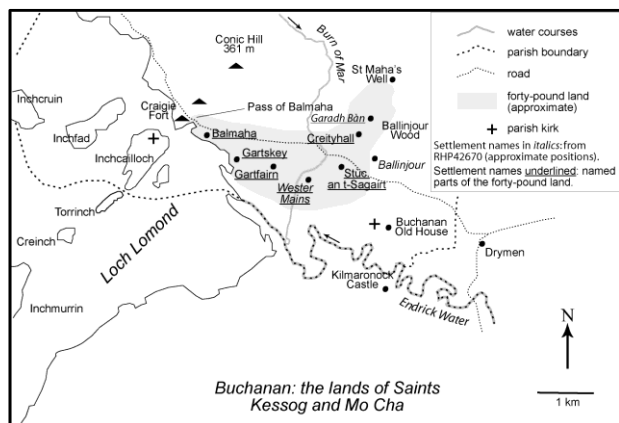 Conic Hill
361 m
Burn of Mar
St Maha's
Well
Inchcruin
Craigie
Fort
Pass of Balmaha
Garadh Bàn
Ballinjour
Wood
Inchfad
Balmaha
Creityhall
Inchcailloch
Gartskey
Ballinjour
Gartfairn
Stuc
an t-Sagairt
Wester
Mains
Torrinch
Creinch
Loch Lomond
Buchanan
Old House
Drymen
Inchmurrin
Kilmaronock
Castle
Endrick Water
water courses
parish boundary
road
forty-pound land
(approximate)
parish kirk
Settlement names in italics: from
RHP42670 (approximate positions).
Settlement names underlined: named
parts of the forty-pound land.
N
1 km
Buchanan: the lands of Saints
Kessog and Mo Cha